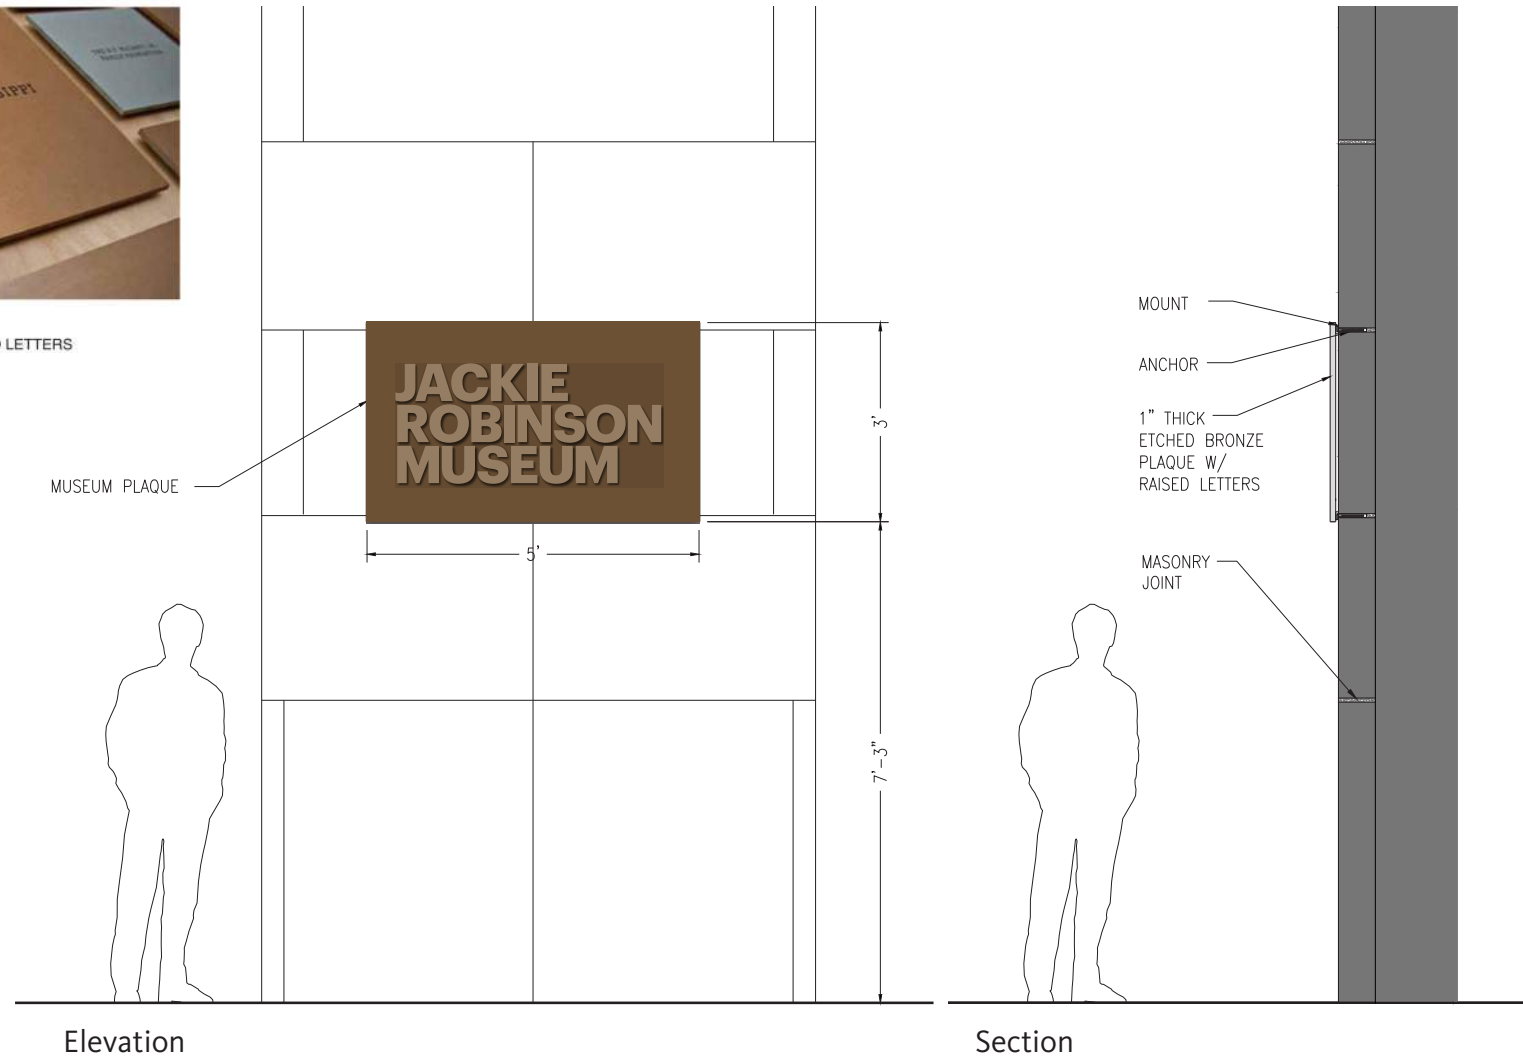 LETTERS
JACKIE
ROBINSON
MUSEUM
MUSEUM PLAQUE
3'
5'
7'-3"
Elevation
MOUNT
ANCHOR
1" THICK
ETCHED BRONZE
PLAQUE W/
RAISED LETTERS
MASONRY
JOINT
Section